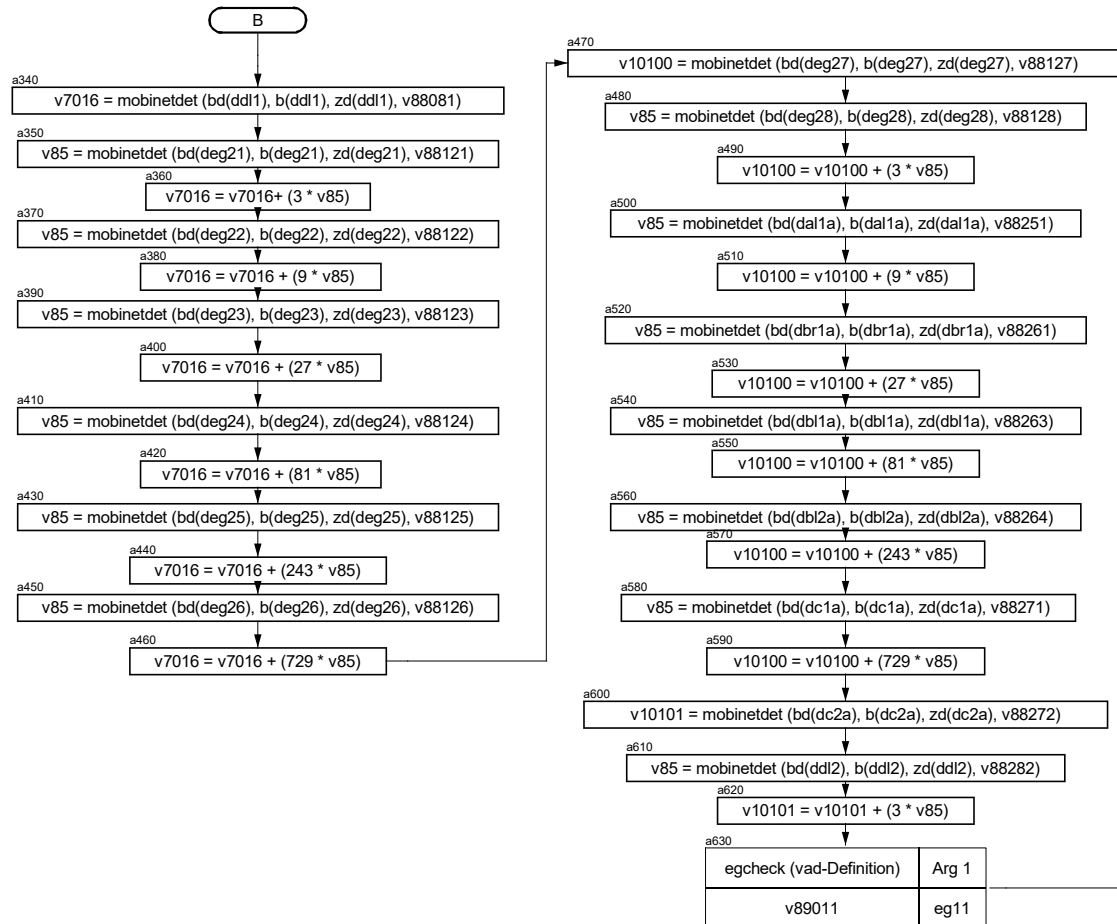 B
a340
v7016 = mobinetdet (bd(ddl1), b(ddl1), zd(ddl1), v88081)
a350
v85 = mobinetdet (bd(deg21), b(deg21), zd(deg21), v88121)
a360
v7016 = v7016+ (3 * v85)
a370
v85 = mobinetdet (bd(deg22), b(deg22), zd(deg22), v88122)
a380
v7016 = v7016 + (9 * v85)
a390
v85 = mobinetdet (bd(deg23), b(deg23), zd(deg23), v88123)
a400
v7016 = v7016 + (27 * v85)
a410
v85 = mobinetdet (bd(deg24), b(deg24), zd(deg24), v88124)
a420
v7016 = v7016 + (81 * v85)
a430
v85 = mobinetdet (bd(deg25), b(deg25), zd(deg25), v88125)
a440
v7016 = v7016 + (243 * v85)
a450
v85 = mobinetdet (bd(deg26), b(deg26), zd(deg26), v88126)
a460
v7016 = v7016 + (729 * v85)
a470
v10100 = mobinetdet (bd(deg27), b(deg27), zd(deg27), v88127)
a480
v85 = mobinetdet (bd(deg28), b(deg28), zd(deg28), v88128)
a490
v10100 = v10100 + (3 * v85)
a500
v85 = mobinetdet (bd(dal1a), b(dal1a), zd(dal1a), v88251)
a510
v10100 = v10100 + (9 * v85)
a520
v85 = mobinetdet (bd(dbr1a), b(dbr1a), zd(dbr1a), v88261)
a530
v10100 = v10100 + (27 * v85)
a540
v85 = mobinetdet (bd(dbl1a), b(dbl1a), zd(dbl1a), v88263)
a550
v10100 = v10100 + (81 * v85)
a560
v85 = mobinetdet (bd(dbl2a), b(dbl2a), zd(dbl2a), v88264)
a570
v10100 = v10100 + (243 * v85)
a580
v85 = mobinetdet (bd(dc1a), b(dc1a), zd(dc1a), v88271)
a590
v10100 = v10100 + (729 * v85)
a600
v10101 = mobinetdet (bd(dc2a), b(dc2a), zd(dc2a), v88272)
a610
v85 = mobinetdet (bd(ddl2), b(ddl2), zd(ddl2), v88282)
a620
v10101 = v10101 + (3 * v85)
a630
egcheck (vad-Definition) Arg 1
v89011 eg11